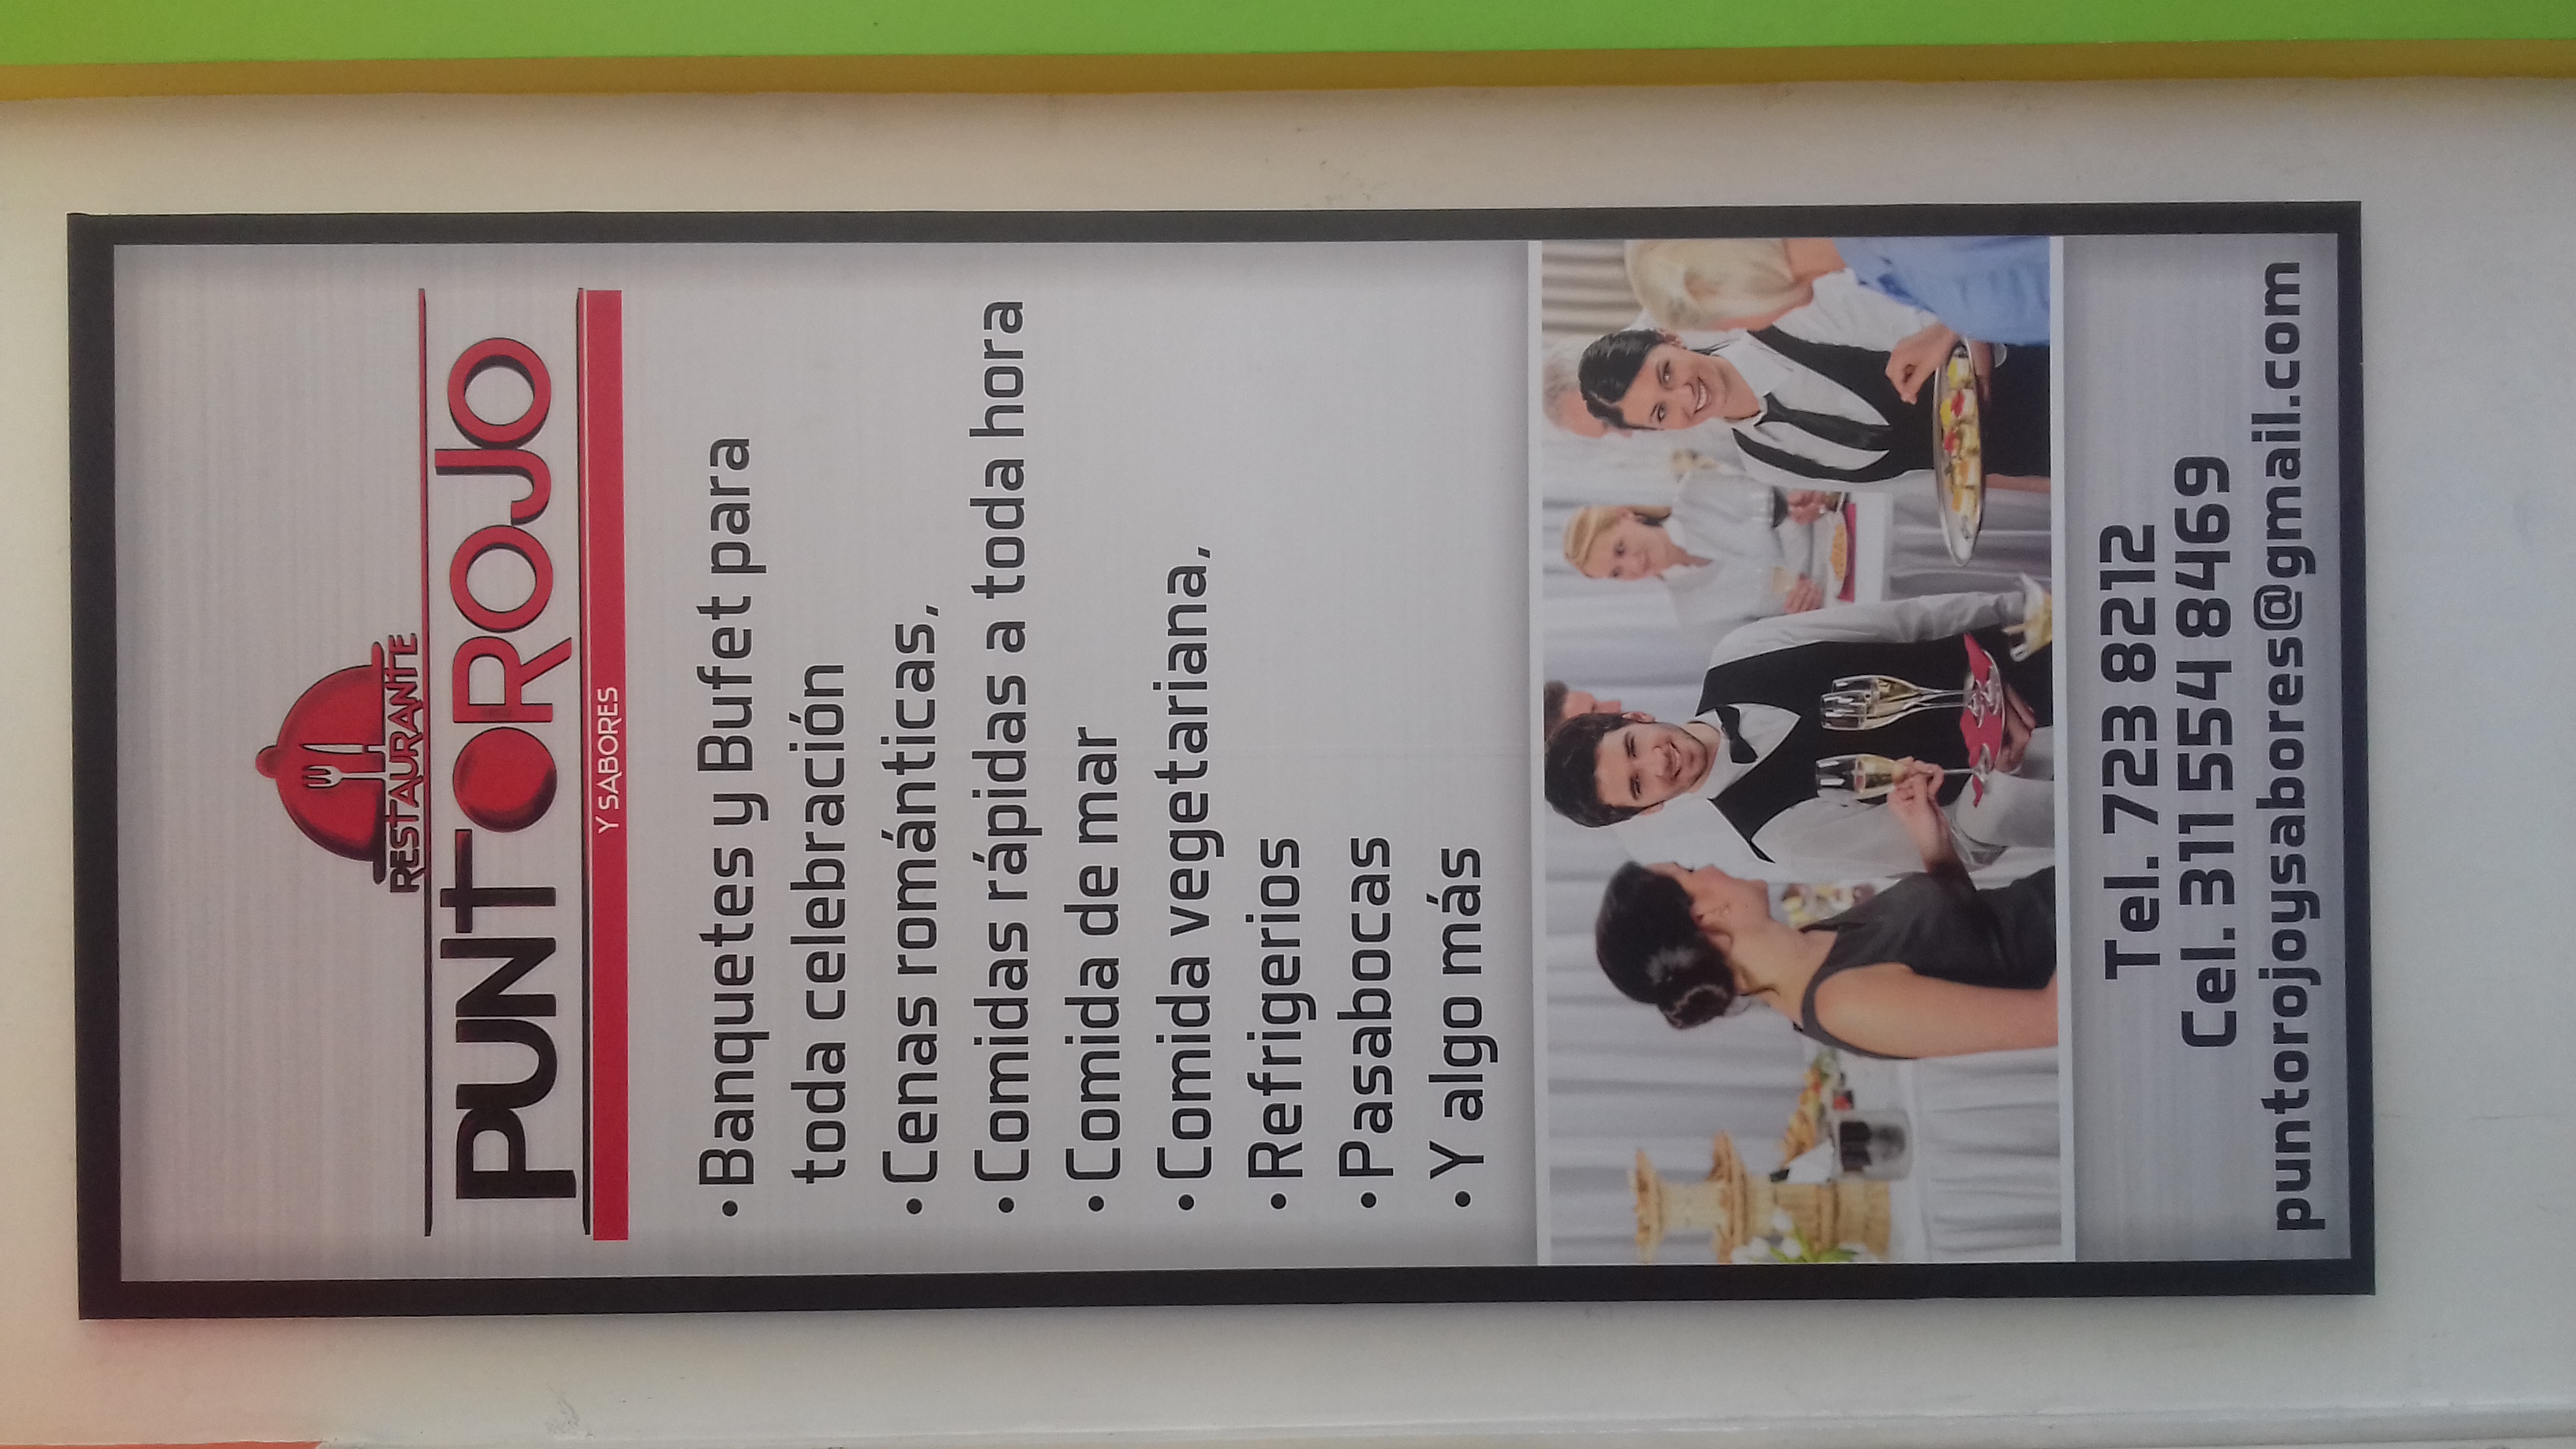 RESTAURANTE
PUNTOROJO
Y SABORES
• Banquetes y Bufet para
toda celebración
• Cenas románticas,
• Comidas rápidas a toda hora
• Comida de mar
• Comida vegetariana,
• Refrigerios
• Pasabocas
• Y algo más
Tel. 723 8212
Cel. 311 554 8469
puntorojoysabores@gmail.com